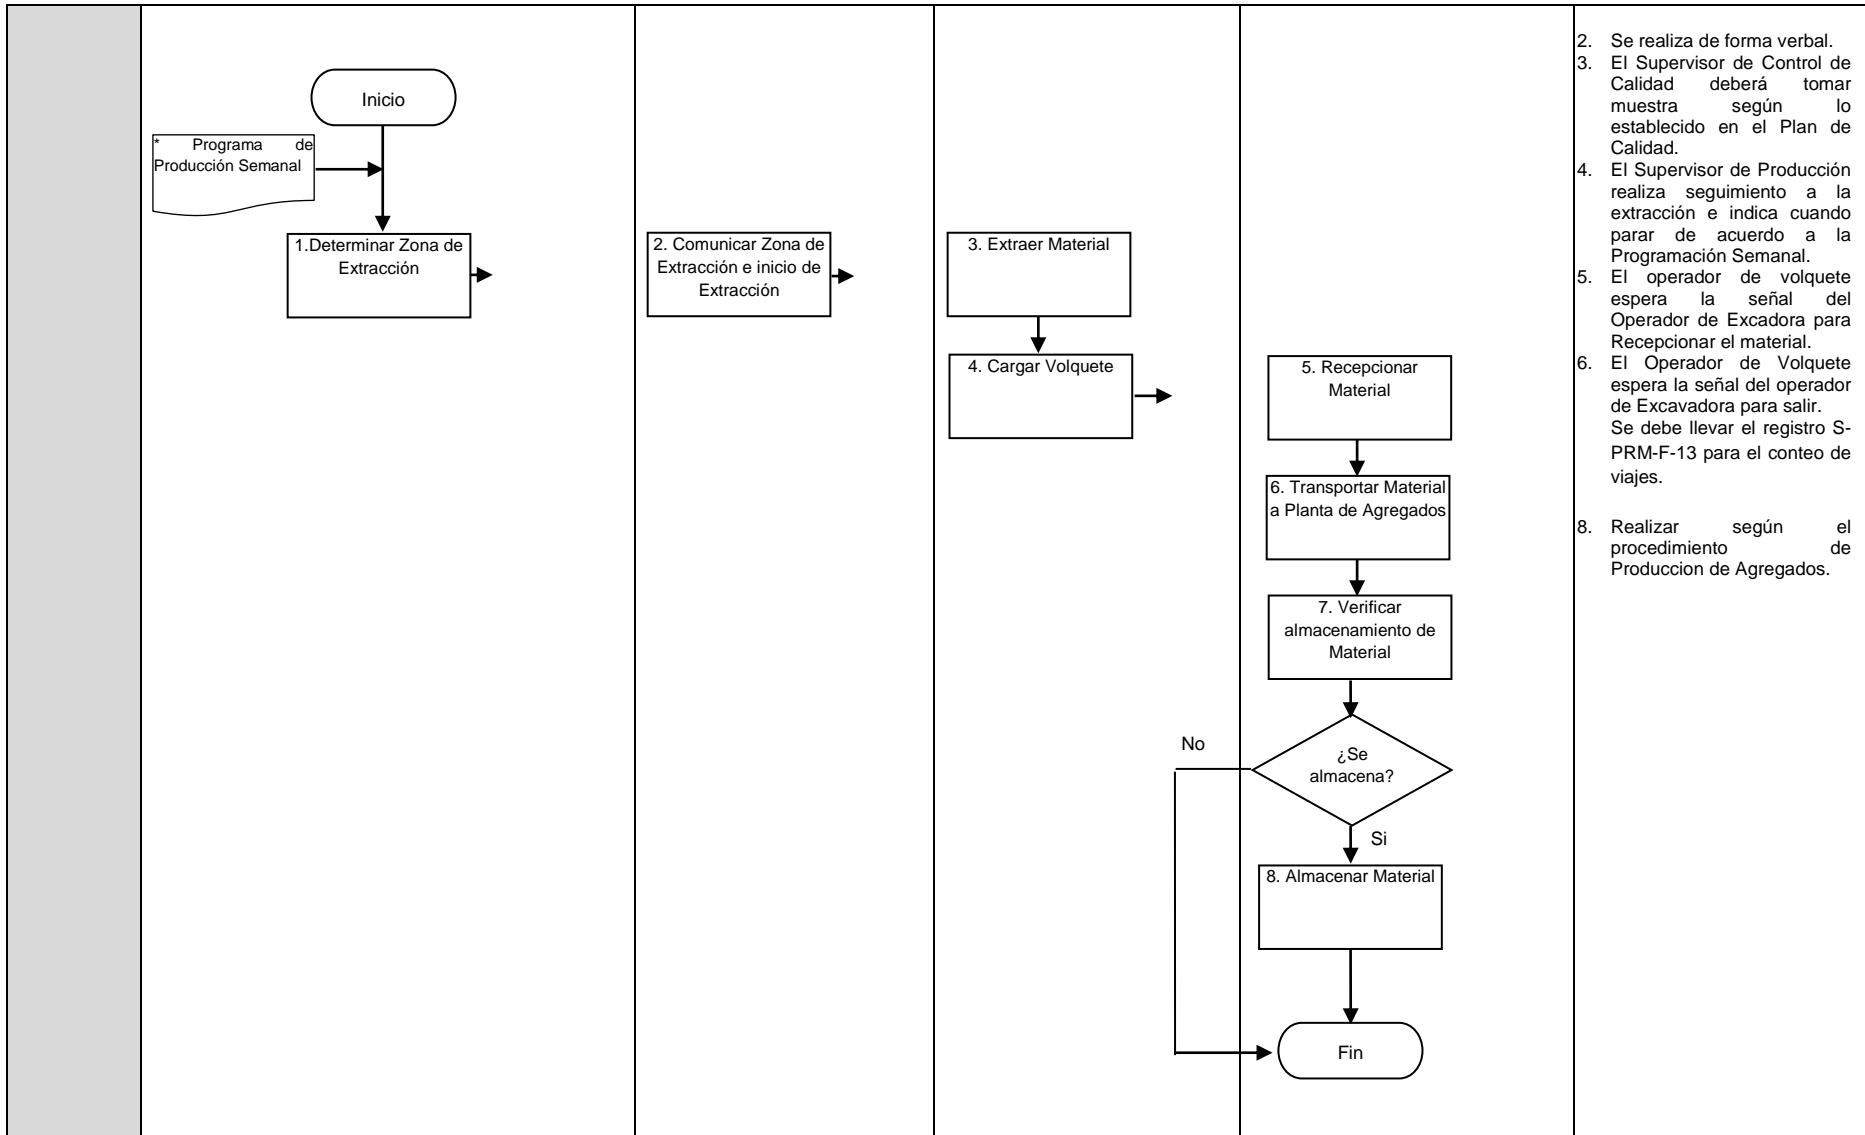 Inicio
* Programa de
Producción Semanal
1.Determinar Zona de
Extracción
2. Comunicar Zona de
Extracción e inicio de
Extracción
3. Extraer Material
4. Cargar Volquete
5. Recepcionar
Material
6. Transportar Material
a Planta de Agregados
7. Verificar
almacenamiento de
Material
No
¿Se
almacena?
Si
8. Almacenar Material
Fin
2. Se realiza de forma verbal.
3. El Supervisor de Control de
Calidad deberá tomar
muestra según lo
establecido en el Plan de
Calidad.
4. El Supervisor de Producción
realiza seguimiento a la
extracción e indica cuando
parar de acuerdo a la
Programación Semanal.
5. El operador de volquete
espera la señal del
Operador de Excadora para
Recepcionar el material.
6. El Operador de Volquete
espera la señal del operador
de Excavadora para salir.
Se debe llevar el registro S-
PRM-F-13 para el conteo de
viajes.
8. Realizar según el
procedimiento de
Produccion de Agregados.